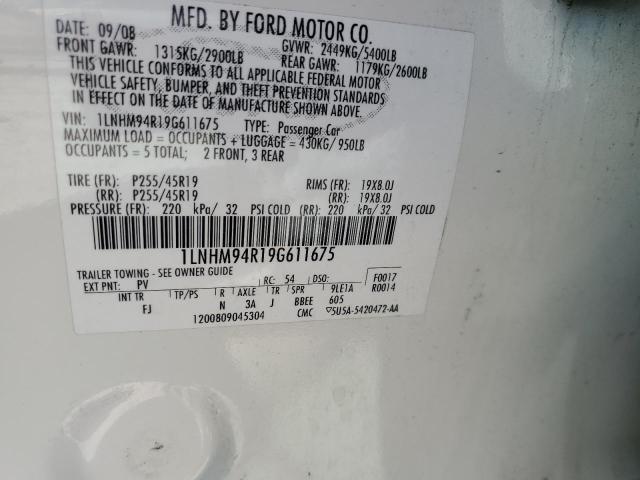 MFD. BY FORD MOTOR CO.
DATE: 09/08 GVWR: 2449KG/5400LB
FRONT GAWR: 1315KG/2900LB REAR GAWR: 1179KG/2600LB
THIS VEHICLE CONFORMS TO ALL APPLICABLE FEDERAL MOTOR
VEHICLE SAFETY, BUMPER, AND THEFT PREVENTION STANDARDS
IN EFFECT ON THE DATE OF MANUFACTURE SHOWN ABOVE.
VIN: 1LNHM94R19G611675 TYPE: Passenger Car
MAXIMUM LOAD = OCCUPANTS + LUGGAGE = 430KG/ 950LB
OCCUPANTS = 5 TOTAL; 2 FRONT, 3 REAR
TIRE (FR): P255/45R19 RIMS (FR) 19X8.0J
(RR): P255/45R19 (RR): 19X8.0J
PRESSURE (FR): 220 kPa/ 32 PSI COLD (RR): 220 kPa/ 32 PSI COLD
1LNHM94R19G611675
TRAILER TOWING - SEE OWNER GUIDE
EXT PNT: PV RC: 54 DSO: F0017
INT TR TP/PS R AXLE TR SPR 9LE1A R0014
FJ N 3A J BBEE 605
1200809045304 CMC ▽5U5A-5420472-AA